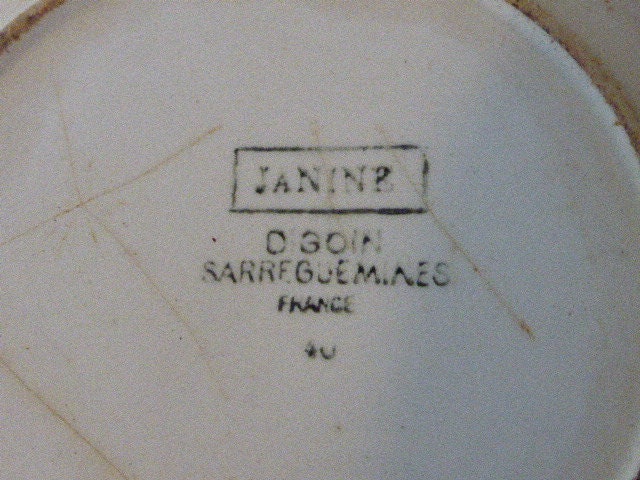 JANINE
DIGOIN
SARREGUEMINES
FRANCE
40